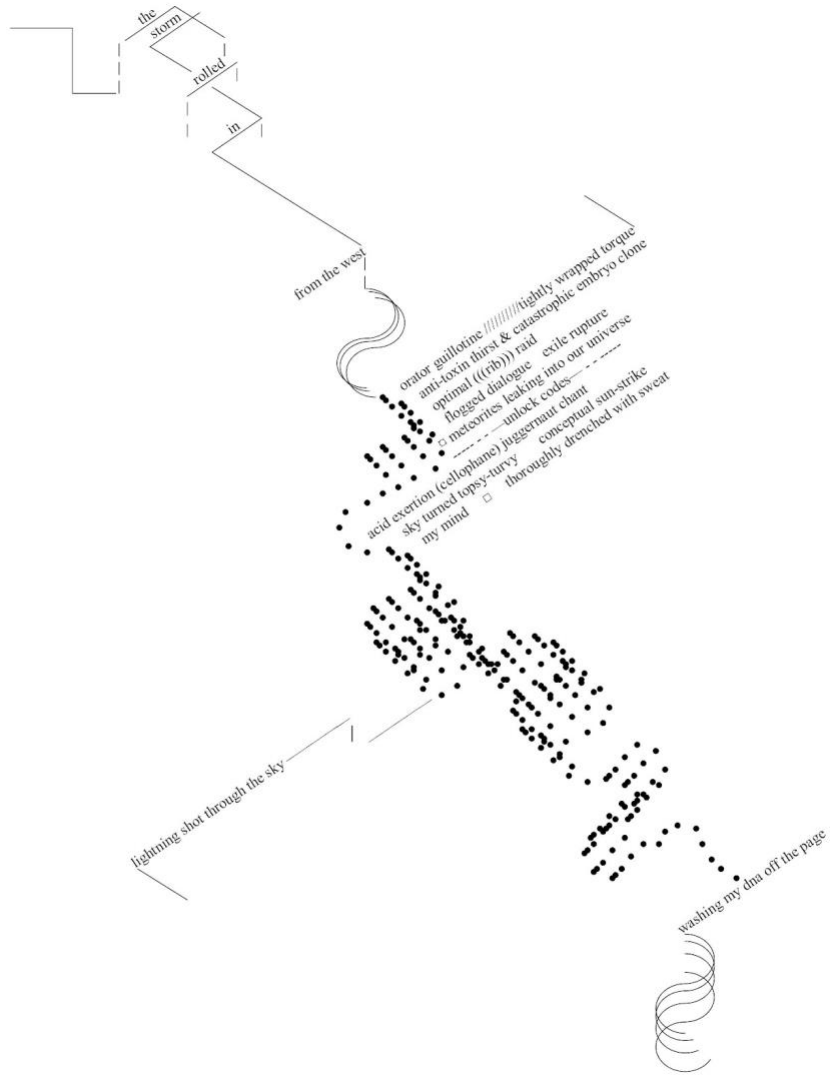 the
storm
rolled
in
from the west
orator guillotine //////////tightly wrapped torque
anti-toxin thirst & catastrophic embryo clone
optimal (((rib))) raid
flogged dialogue exile rupture
□ meteorites leaking into our universe
-------—unlock codes—-------
acid exertion (cellophane) juggernaut chant
sky turned topsy-turvy conceptual sun-strike
my mind □ thoroughly drenched with sweat
lightning shot through the sky
washing my dna off the page